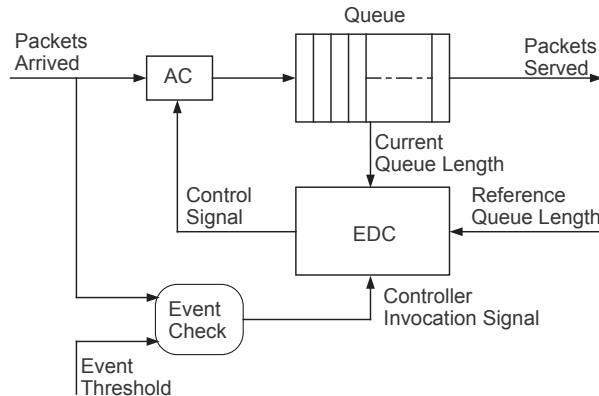 Queue
Packets
Arrived
AC
Packets
Served
Current
Queue Length
Control
Signal
Reference
Queue Length
EDC
Event
Check
Controller
Invocation Signal
Event
Threshold